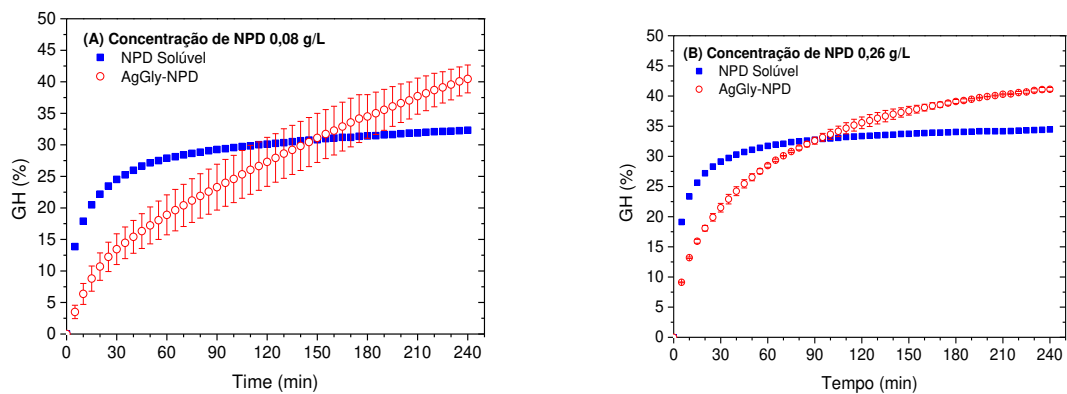 (A) Concentração de NPD 0,08 g/L
NPD Solúvel
AgGly-NPD
GH (%)
50
45
40
35
30
25
20
15
10
5
0
0 30 60 90 120 150 180 210 240
Time (min)
(B) Concentração de NPD 0,26 g/L
NPD Solúvel
AgGly-NPD
GH (%)
50
45
40
35
30
25
20
15
10
5
0
0 30 60 90 120 150 180 210 240
Tempo (min)